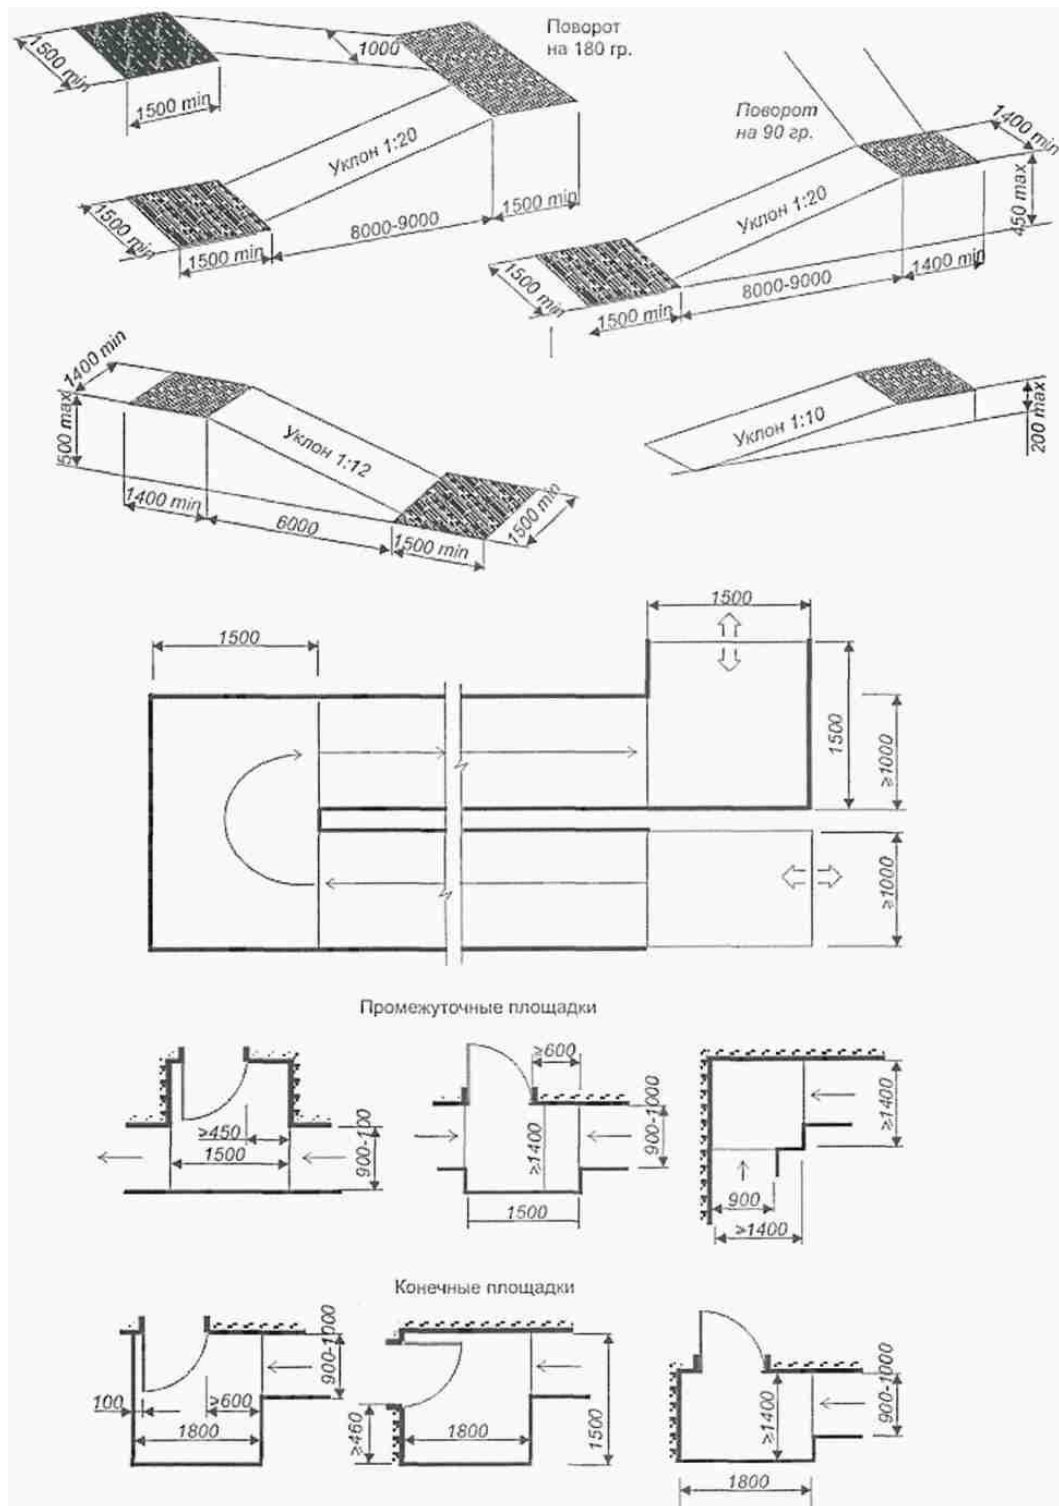 1500 min
1500 min
1000
Поворот
на 180 гр.
Уклон 1:20
1500 min
1500 min
8000-9000
1500 min
Поворот
на 90 гр.
1400 min
450 max
Уклон 1:20
1500 min
1500 min
8000-9000
1400 min
1400 min
500 max
Уклон 1:12
1400 min
6000
1500 min
1500 min
Уклон 1:10
200 max
1500
1500
1500
≥1000
≥1000
Промежуточные площадки
≥450
1500
900-100
≥600
≥1400
900-1000
1500
≥1400
900
≥1400
Конечные площадки
900-1000
100
≥600
1800
≥460
1800
1500
≥1400
900-1000
1800